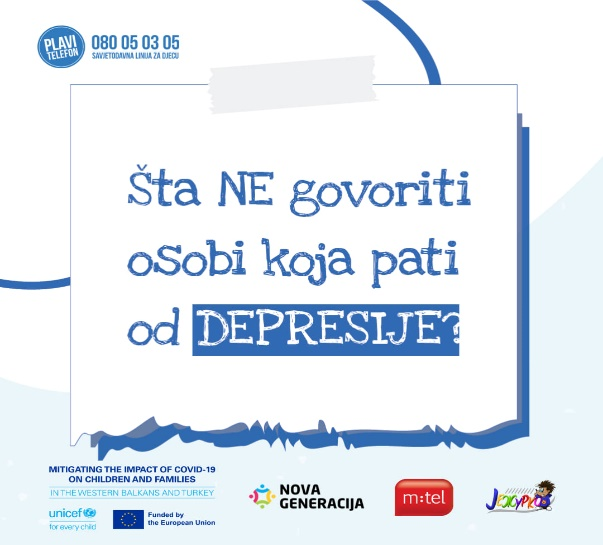 PLAVI
TELEFON
080 05 03 05
SAVJETODAVNA LINIJA ZA DJECU
Šta NE govoriti
osobi koja pati
od DEPRESIJE?
MITIGATING THE IMPACT OF COVID-19
ON CHILDREN AND FAMILIES
IN THE WESTERN BALKANS AND TURKEY
unicef
for every child
Funded by
the European Union
NOVA
GENERACIJA
m:tel